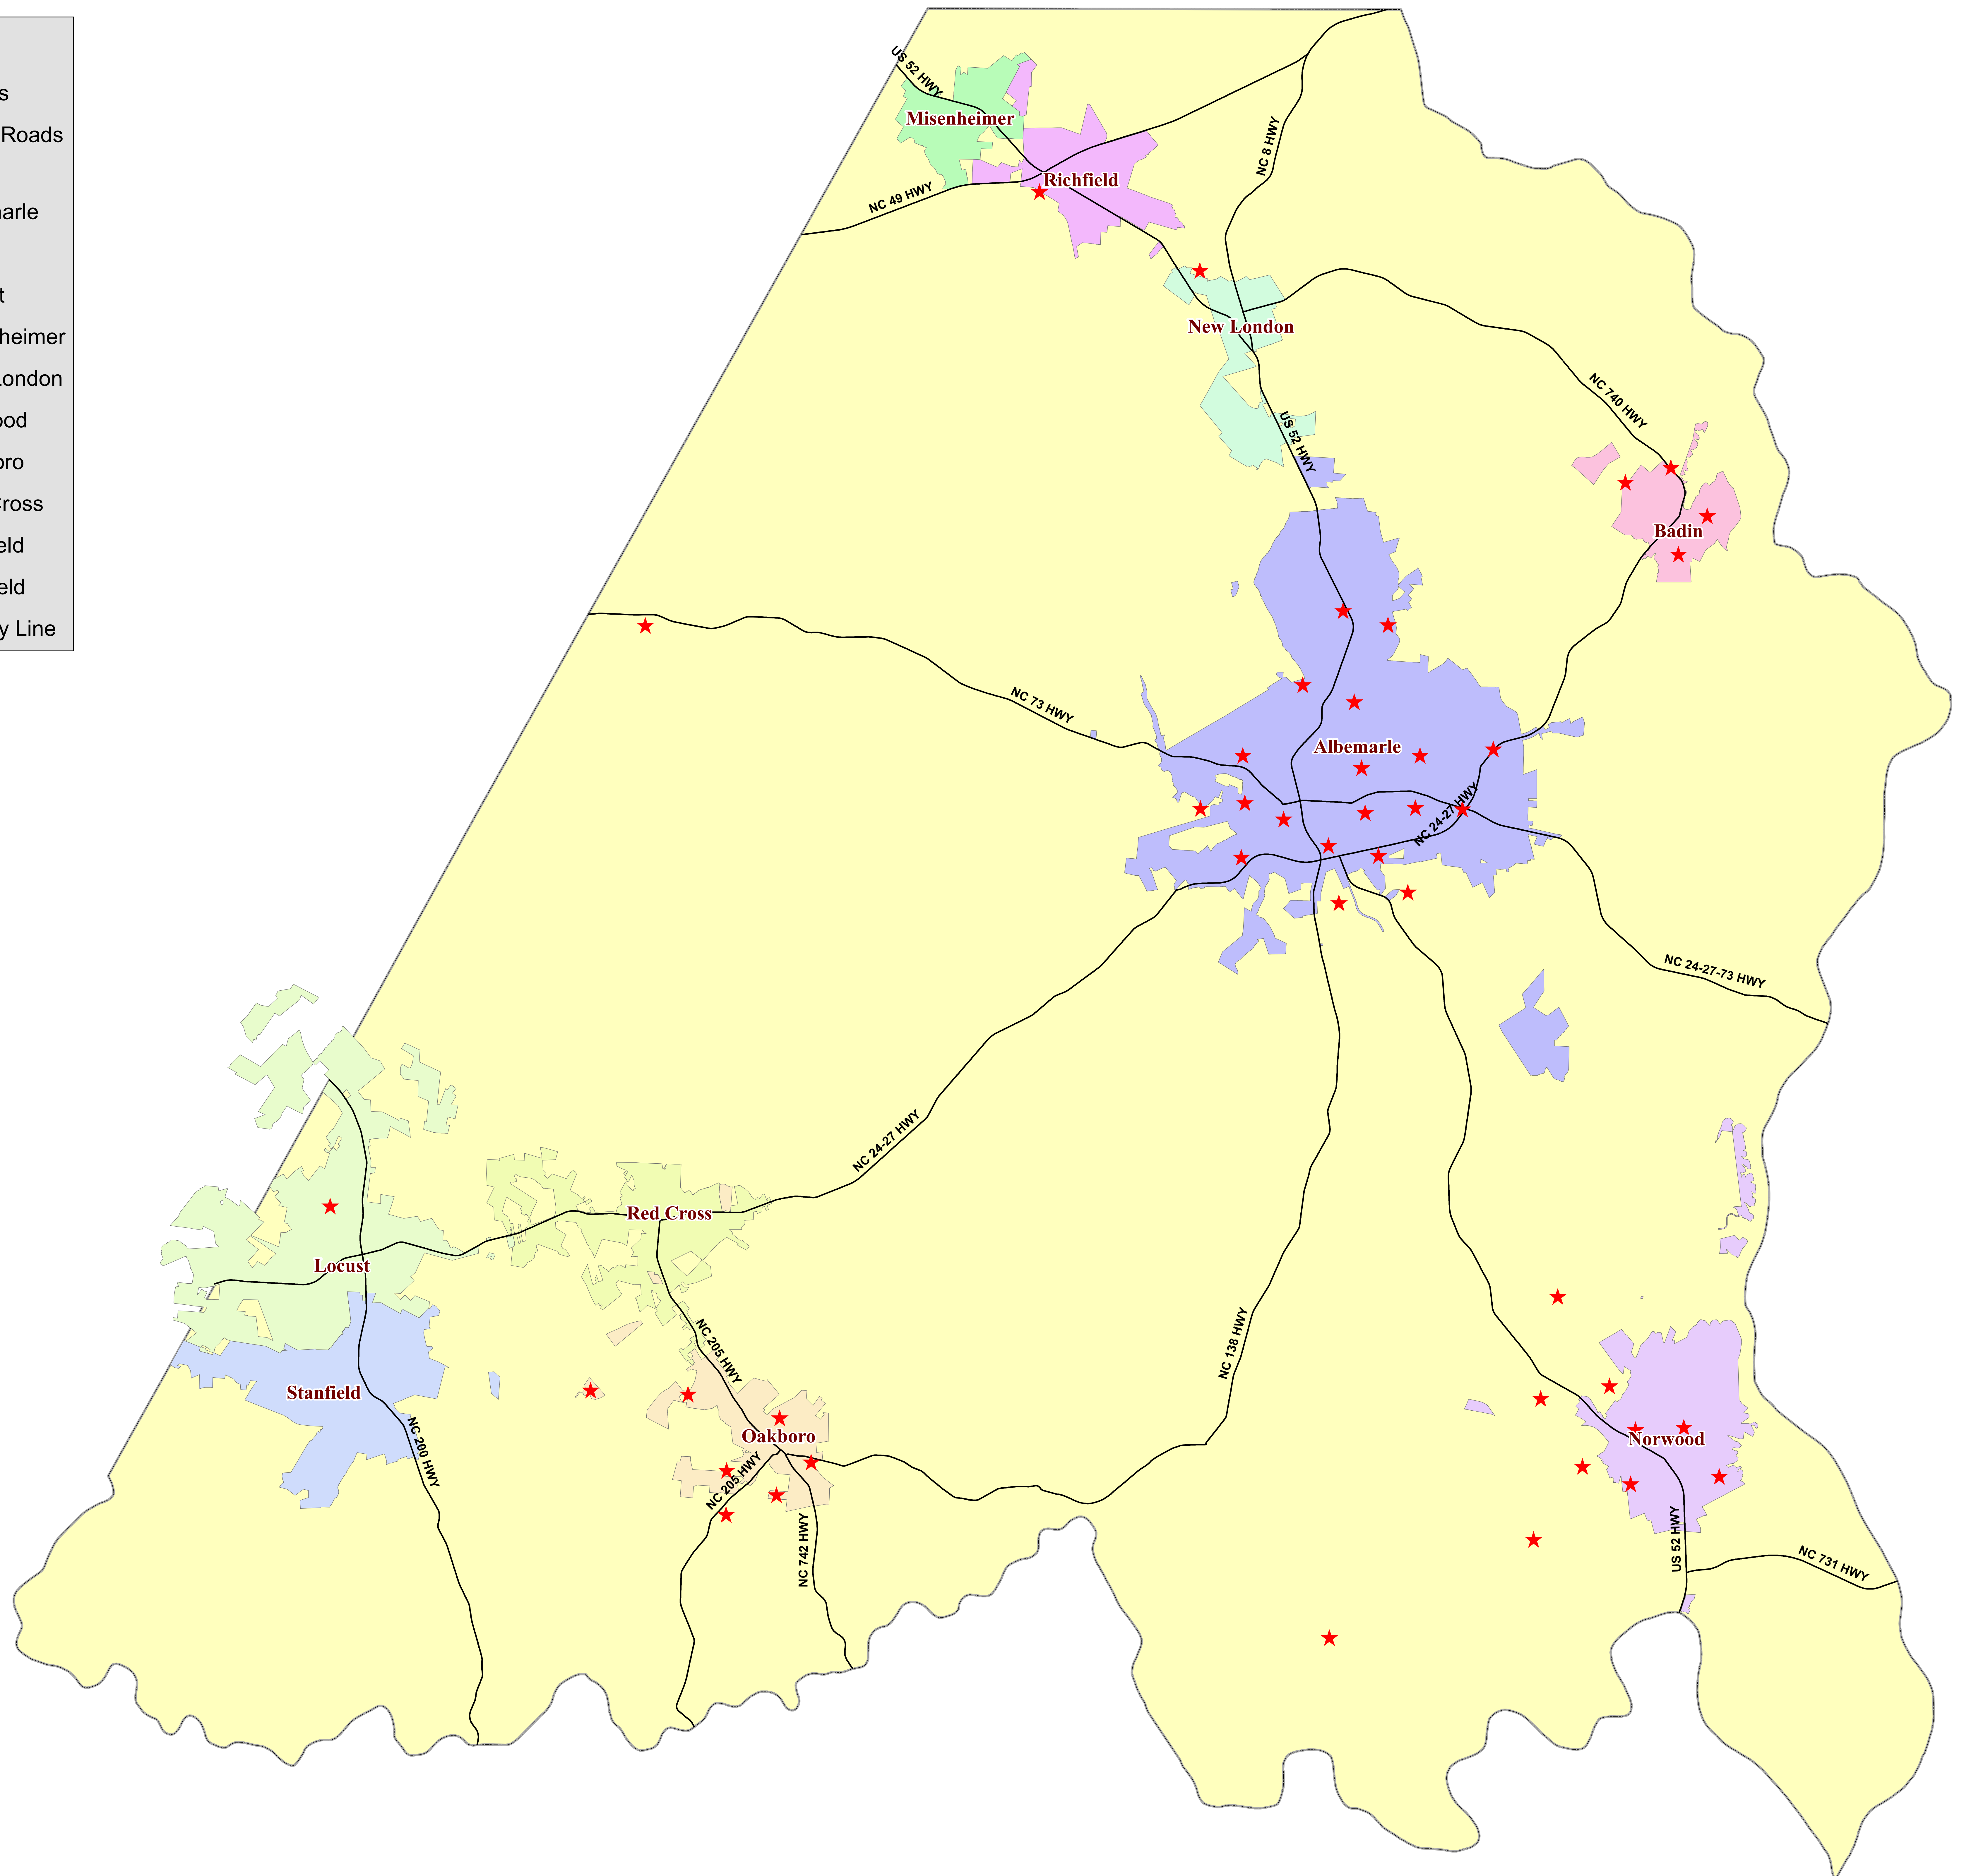 s
Roads
arle
t
heimer
London
ood
oro
Cross
eld
eld
y Line
US 52 HWY
Misenheimer
NC 8 HWY
Richfield
NC 49 HWY
New London
NC 740 HWY
US 52 HWY
Badin
NC 73 HWY
Albemarle
NC 24-27 HWY
NC 24-27-73 HWY
NC 24-27 HWY
Red Cross
Locust
NC 205 HWY
NC 138 HWY
Stanfield
NC 200 HWY
Oakboro
Norwood
NC 205 HWY
NC 742 HWY
US 52 HWY
NC 731 HWY